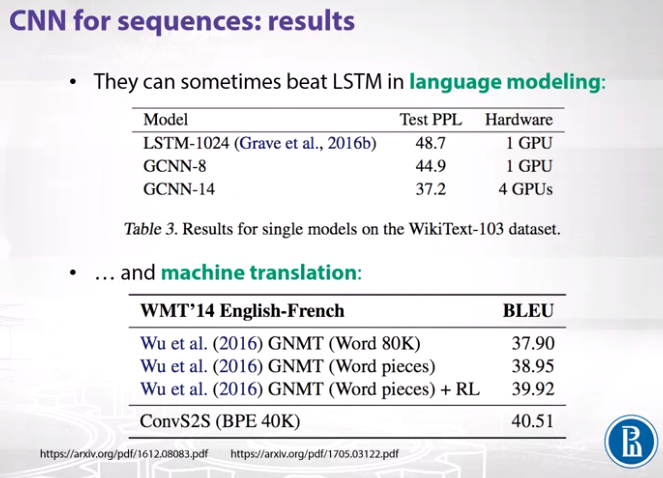 CNN for sequences: results
• They can sometimes beat LSTM in language modeling:
Model Test PPL Hardware
LSTM-1024 (Grave et al., 2016b) 48.7 1 GPU
GCNN-8 44.9 1 GPU
GCNN-14 37.2 4 GPUs
Table 3. Results for single models on the WikiText-103 dataset.
• … and machine translation:
WMT'14 English-French BLEU
Wu et al. (2016) GNMT (Word 80K) 37.90
Wu et al. (2016) GNMT (Word pieces) 38.95
Wu et al. (2016) GNMT (Word pieces) + RL 39.92
ConvS2S (BPE 40K) 40.51
https://arxiv.org/pdf/1612.08083.pdf https://arxiv.org/pdf/1705.03122.pdf